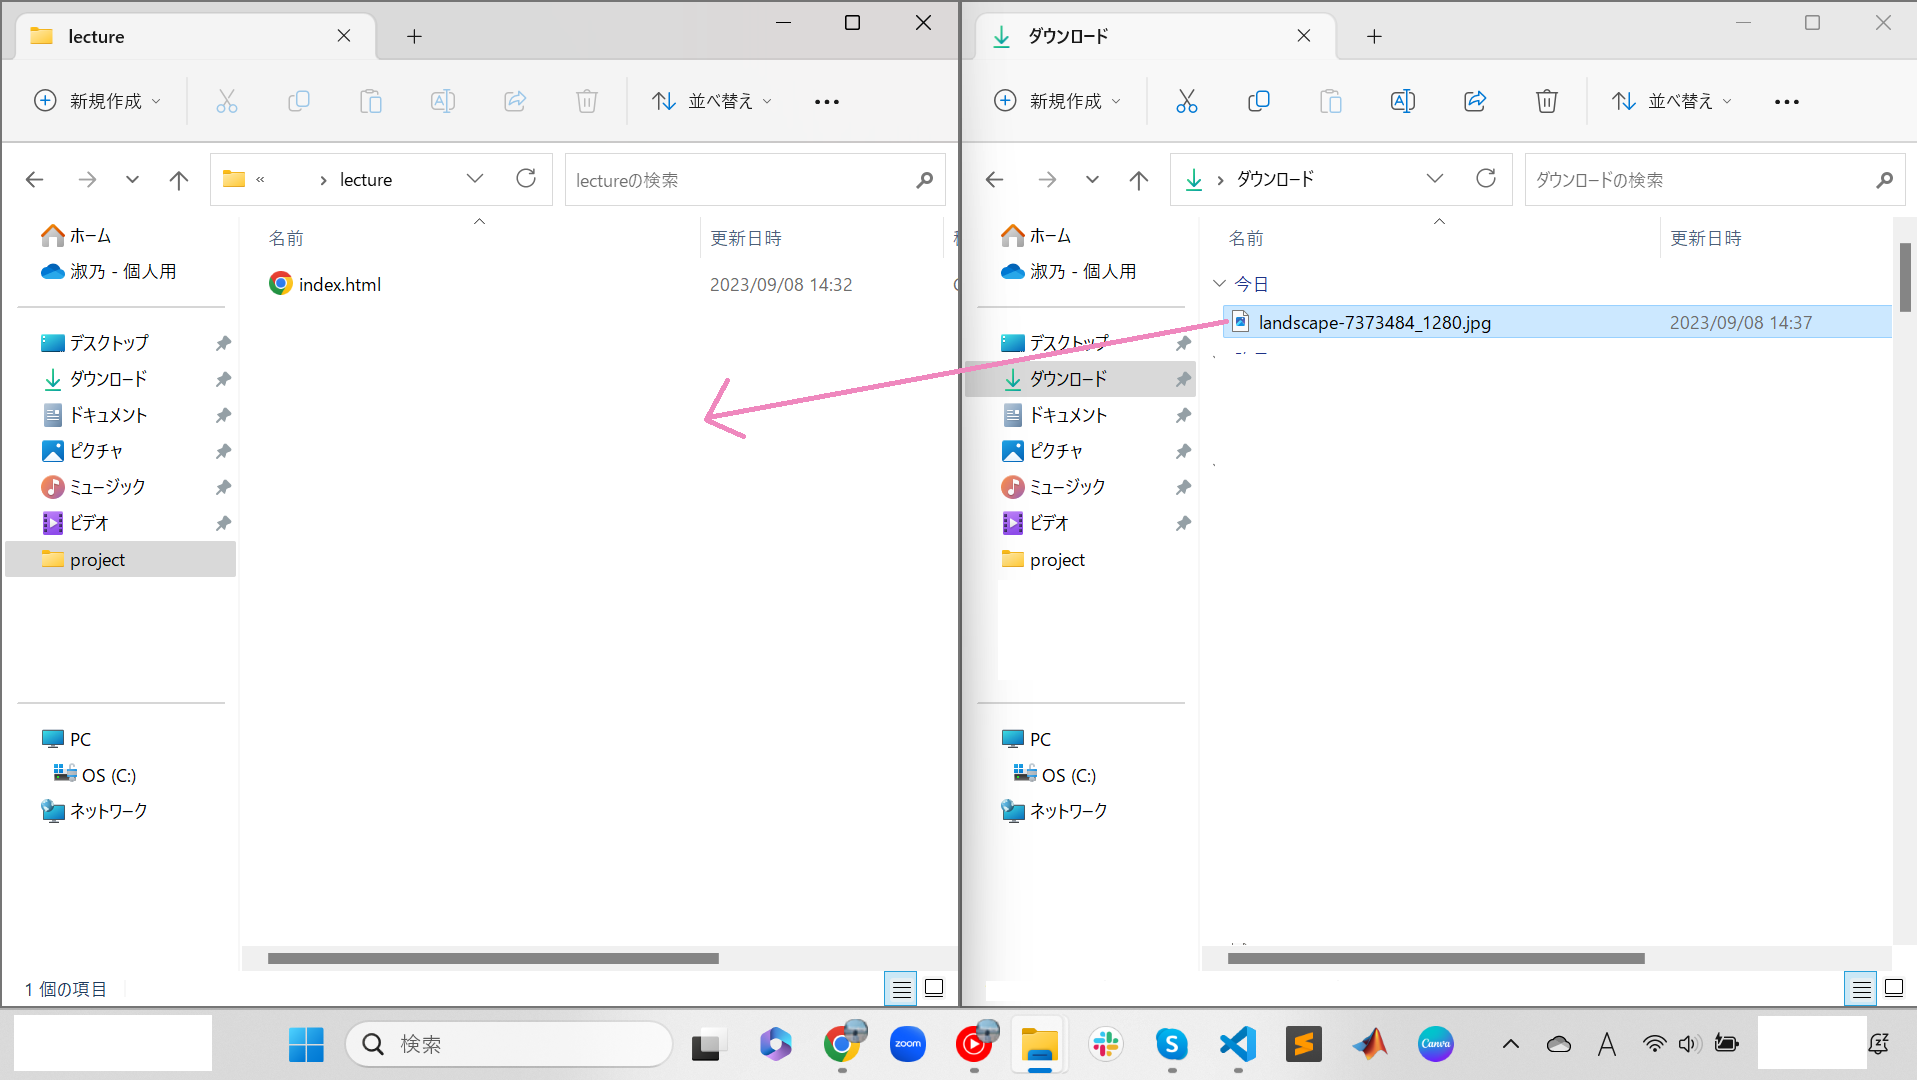 lecture
新規作成
並べ替え
« › lecture
lectureの検索
ホーム
淑乃 - 個人用
デスクトップ
ダウンロード
ドキュメント
ピクチャ
ミュージック
ビデオ
project
PC
OS (C:)
ネットワーク
名前 更新日時
index.html 2023/09/08 14:32
1 個の項目
ダウンロード
新規作成
並べ替え
› ダウンロード
ダウンロードの検索
ホーム
淑乃 - 個人用
デスクトップ
ダウンロード
ドキュメント
ピクチャ
ミュージック
ビデオ
project
PC
OS (C:)
ネットワーク
名前 更新日時
今日
landscape-7373484_1280.jpg 2023/09/08 14:37
検索
zoom
S
Canva
A